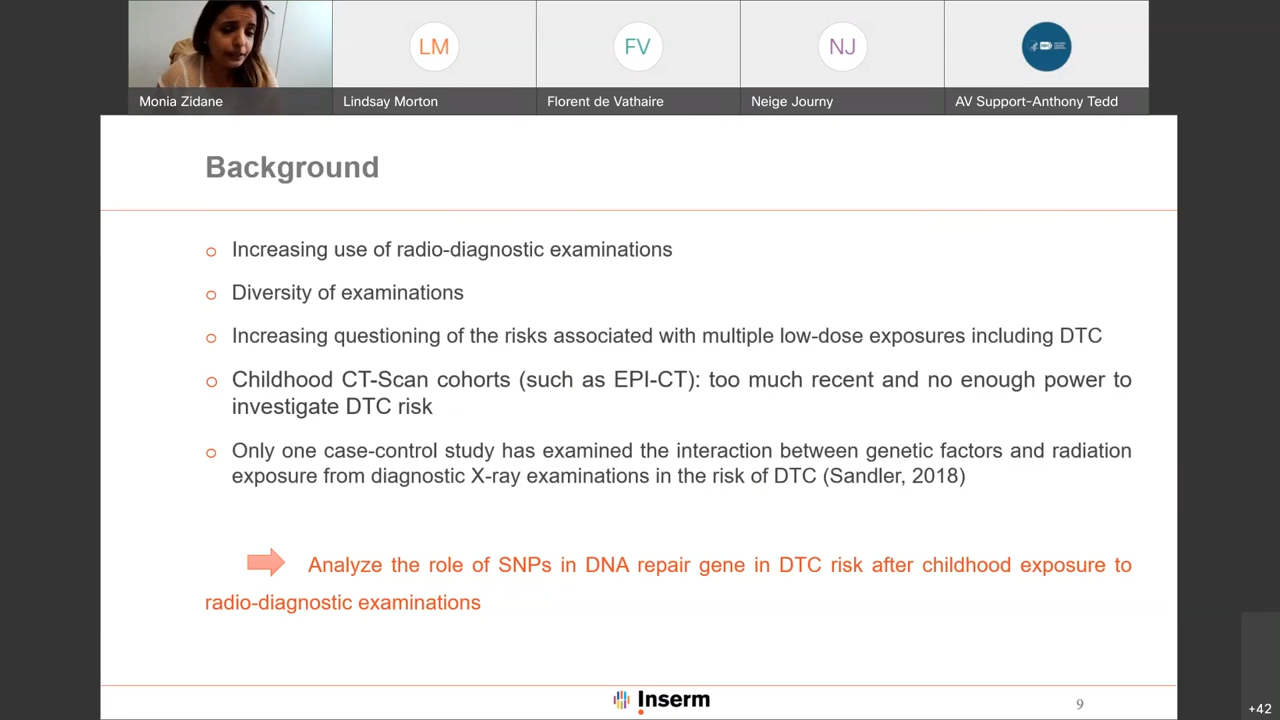 LM
FV
NJ
Monia Zidane
Lindsay Morton
Florent de Vathaire
Neige Journy
AV Support-Anthony Tedd
Background
Increasing use of radio-diagnostic examinations
Diversity of examinations
Increasing questioning of the risks associated with multiple low-dose exposures including DTC
Childhood CT-Scan cohorts (such as EPI-CT): too much recent and no enough power to
investigate DTC risk
Only one case-control study has examined the interaction between genetic factors and radiation
exposure from diagnostic X-ray examinations in the risk of DTC (Sandler, 2018)
Analyze the role of SNPs in DNA repair gene in DTC risk after childhood exposure to
radio-diagnostic examinations
Inserm
9
+42